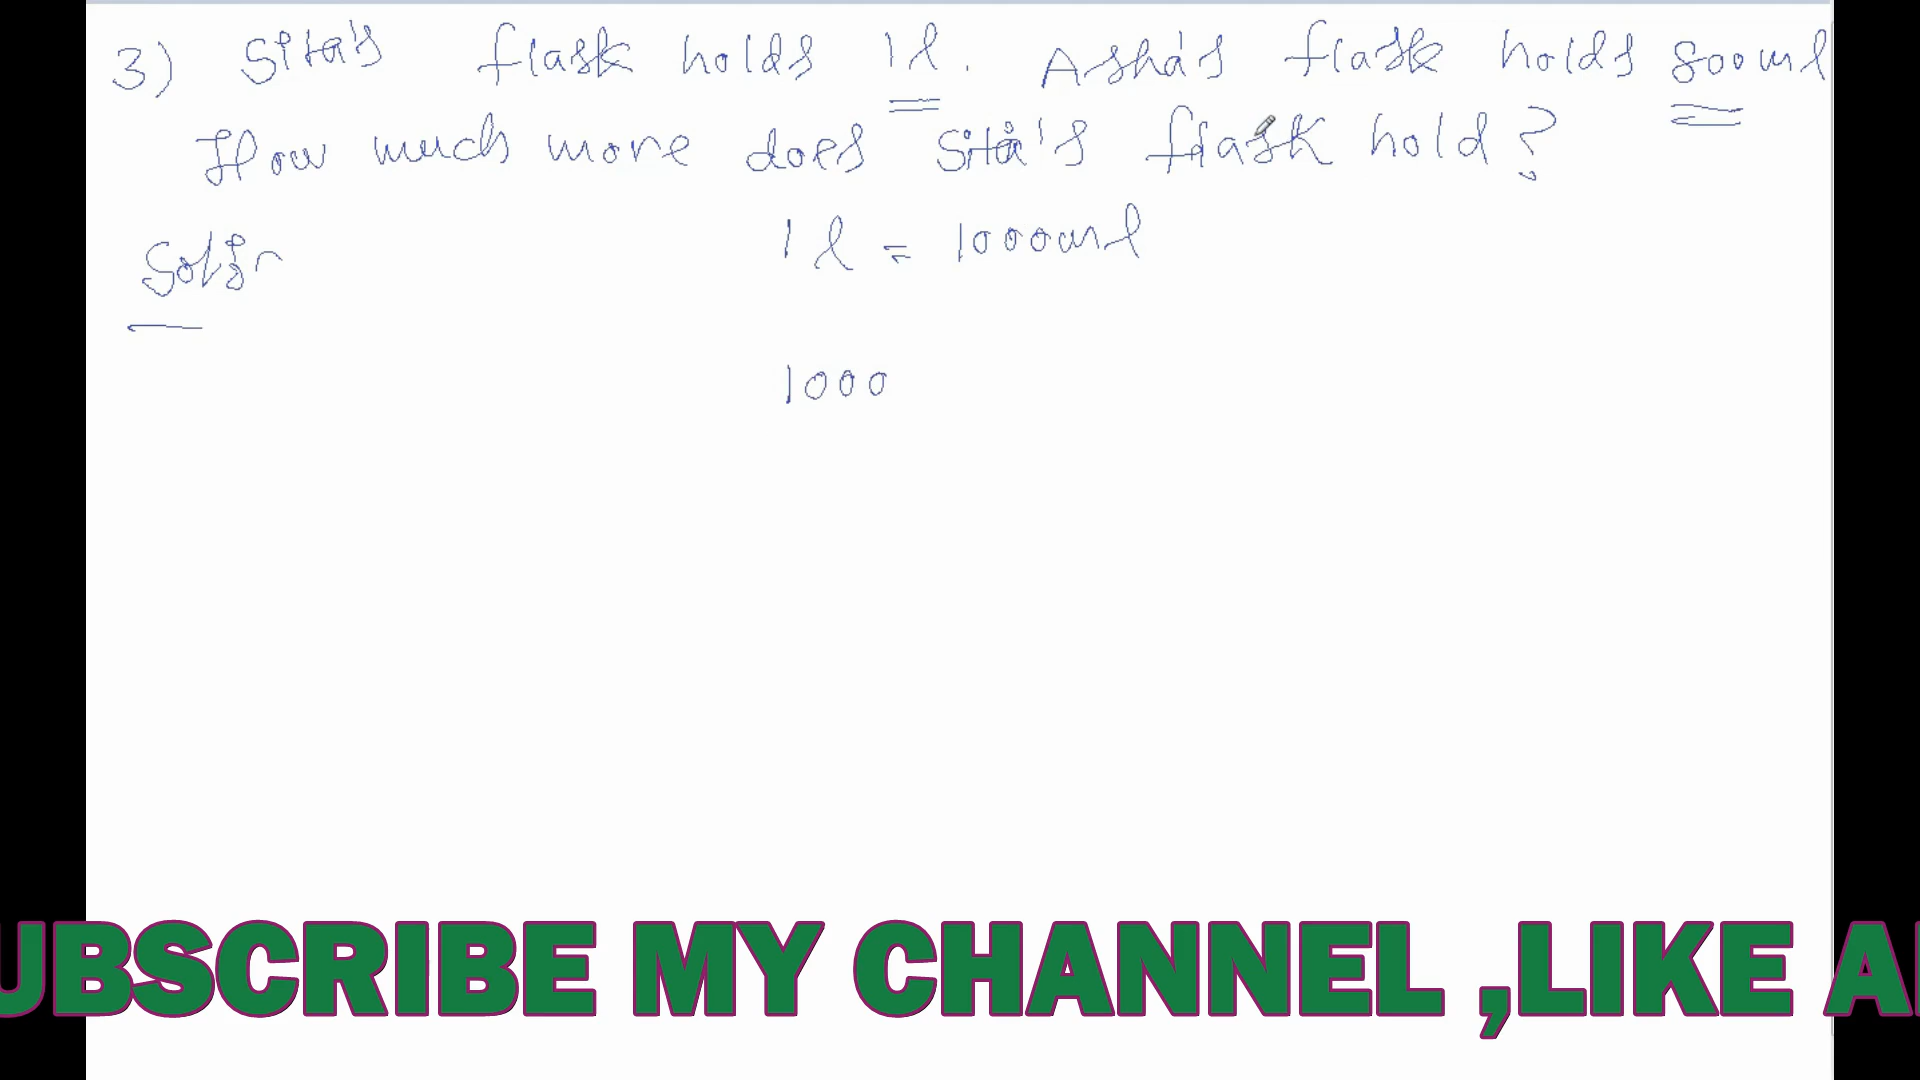 3) Sita's flask holds 1l. Asha's flask holds 800ml
How much more does Sita's flask hold?
Soln
1 l = 1000ml
1000
UBSCRIBE MY CHANNEL ,LIKE A